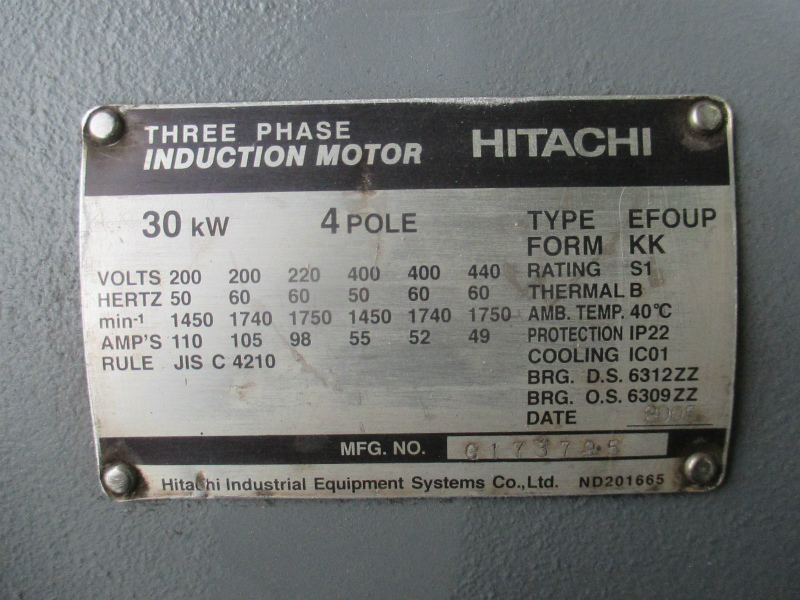 THREE PHASE
INDUCTION MOTOR HITACHI
30 kW 4 POLE
TYPE EFOUP
FORM KK
VOLTS 200 200 220 400 400 440
HERTZ 50 60 60 50 60 60
min-1 1450 1740 1750 1450 1740 1750
AMP'S 110 105 98 55 52 49
RULE JIS C 4210
RATING S1
THERMAL B
AMB. TEMP. 40°C
PROTECTION IP22
COOLING IC01
BRG. D.S. 6312ZZ
BRG. O.S. 6309ZZ
DATE
MFG. NO.
Hitachi Industrial Equipment Systems Co.,Ltd. ND201665